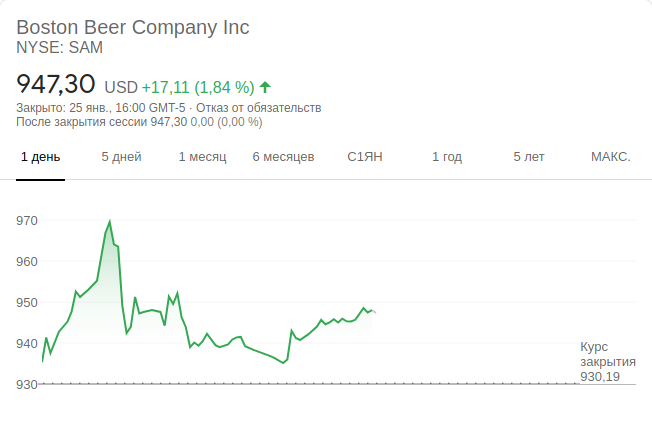 Boston Beer Company Inc
NYSE: SAM
947,30 USD +17,11 (1,84 %)
Закрыто: 25 янв., 16:00 GMT-5 · Отказ от обязательств
После закрытия сессии 947,30 0,00 (0,00 %)
1 день 5 дней 1 месяц 6 месяцев С1ЯН 1 год 5 лет МАКС.
970
960
950
940
930
Курс
закрытия
930,19